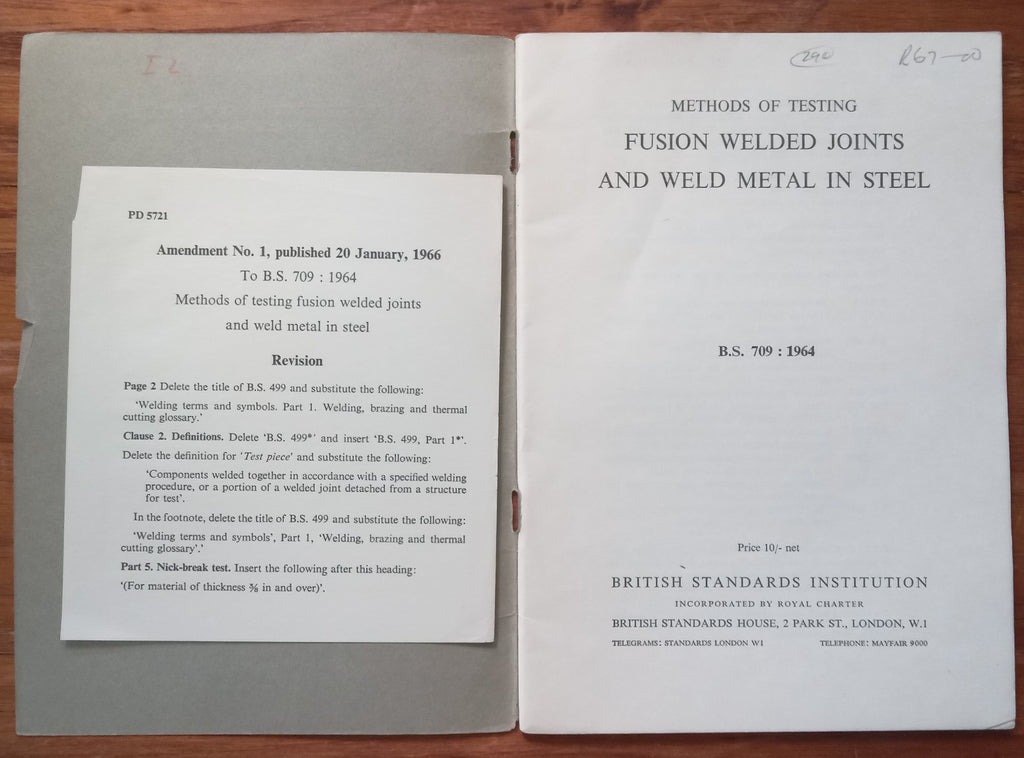 I 2
PD 5721
Amendment No. 1, published 20 January, 1966
To B.S. 709 : 1964
Methods of testing fusion welded joints
and weld metal in steel
Revision
Page 2 Delete the title of B.S. 499 and substitute the following:
'Welding terms and symbols. Part 1. Welding, brazing and thermal
cutting glossary.'
Clause 2. Definitions. Delete 'B.S. 499*' and insert 'B.S. 499, Part 1*'.
Delete the definition for 'Test piece' and substitute the following:
'Components welded together in accordance with a specified welding
procedure, or a portion of a welded joint detached from a structure
for test'.
In the footnote, delete the title of B.S. 499 and substitute the following:
'Welding terms and symbols', Part 1, 'Welding, brazing and thermal
cutting glossary'.'
Part 5. Nick-break test. Insert the following after this heading:
'(For material of thickness ⅜ in and over)'.
290
R67-00
METHODS OF TESTING
FUSION WELDED JOINTS
AND WELD METAL IN STEEL
B.S. 709 : 1964
Price 10/- net
BRITISH STANDARDS INSTITUTION
INCORPORATED BY ROYAL CHARTER
BRITISH STANDARDS HOUSE, 2 PARK ST., LONDON, W.1
TELEGRAMS: STANDARDS LONDON W1 TELEPHONE: MAYFAIR 9000